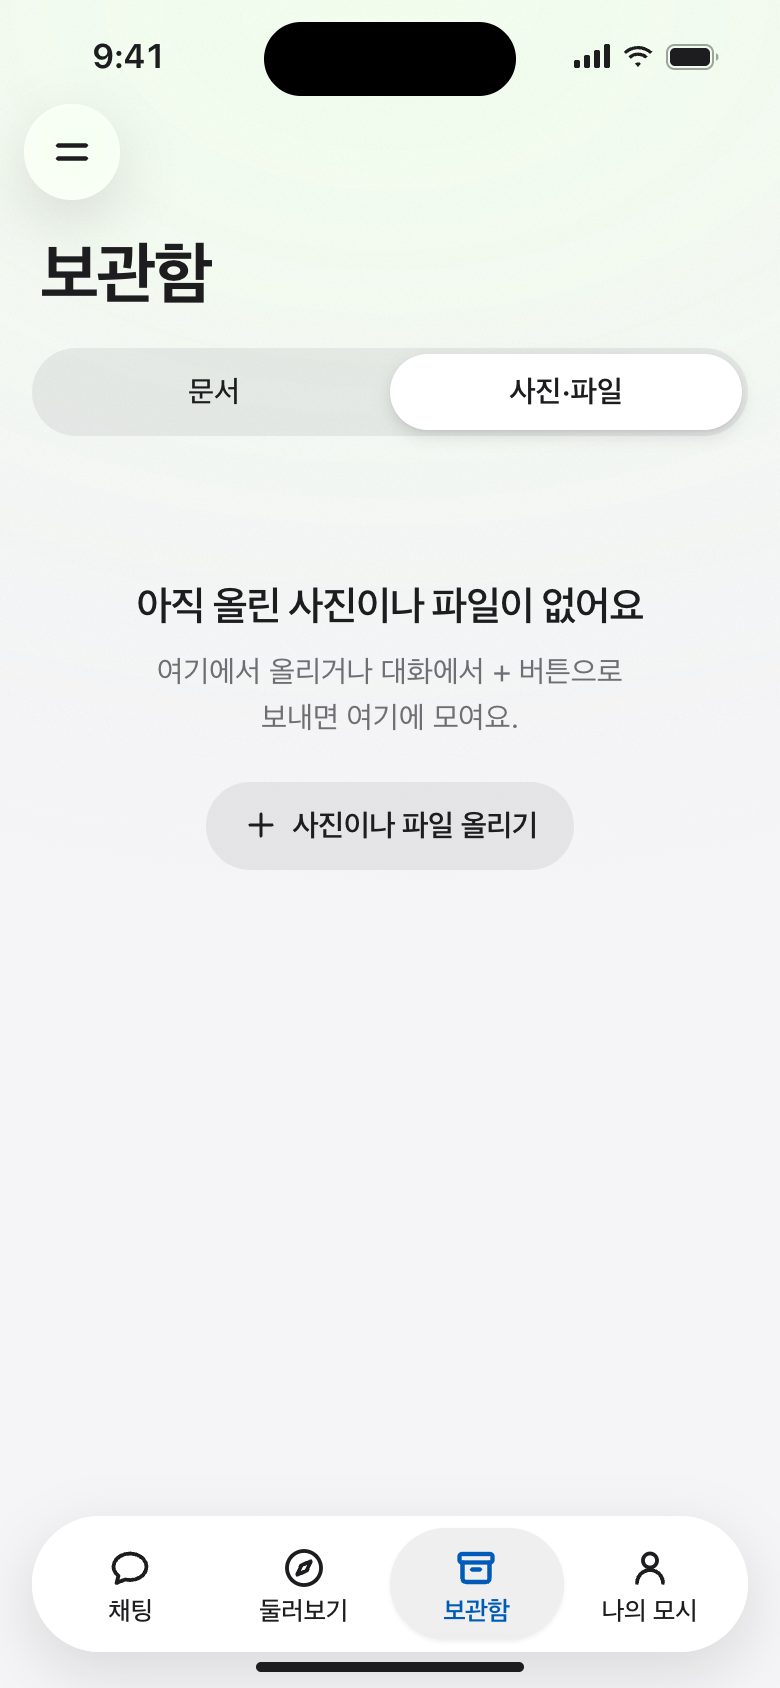 9:41
보관함
문서
사진·파일
아직 올린 사진이나 파일이 없어요
여기에서 올리거나 대화에서 + 버튼으로
보내면 여기에 모여요.
+ 사진이나 파일 올리기
채팅
둘러보기
보관함
나의 모시